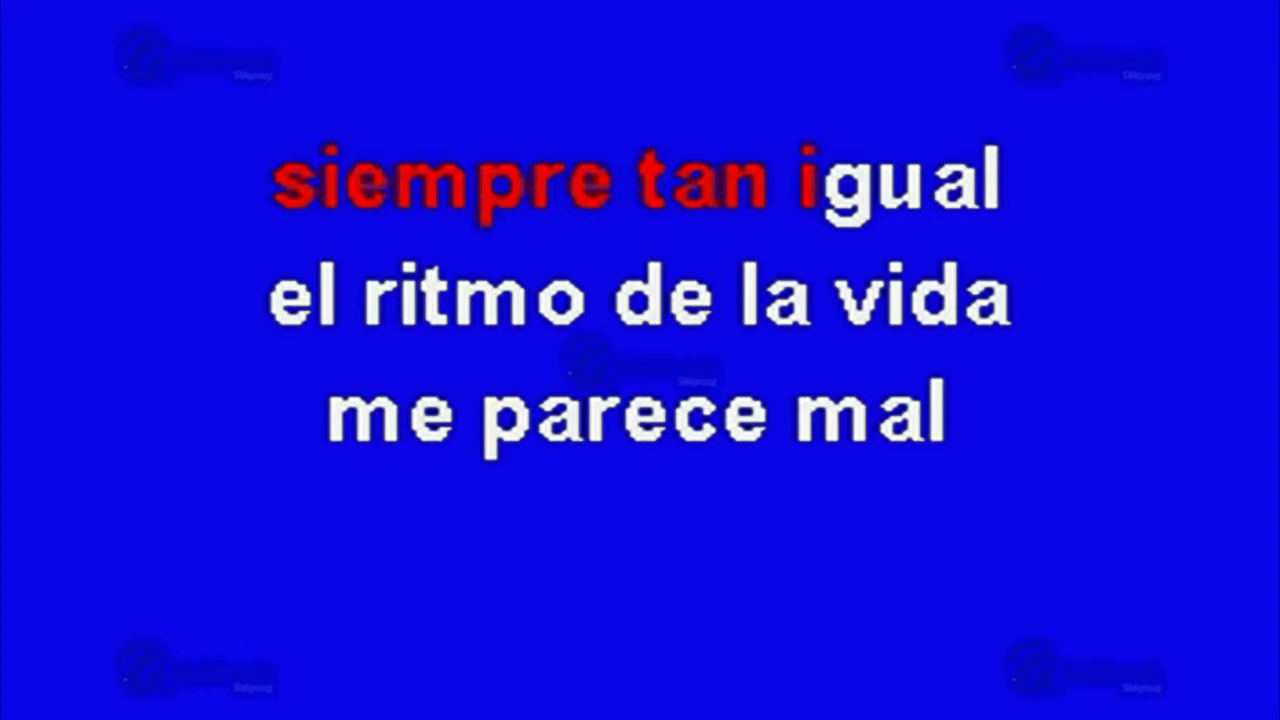 siempre tan igual
el ritmo de la vida
me parece mal